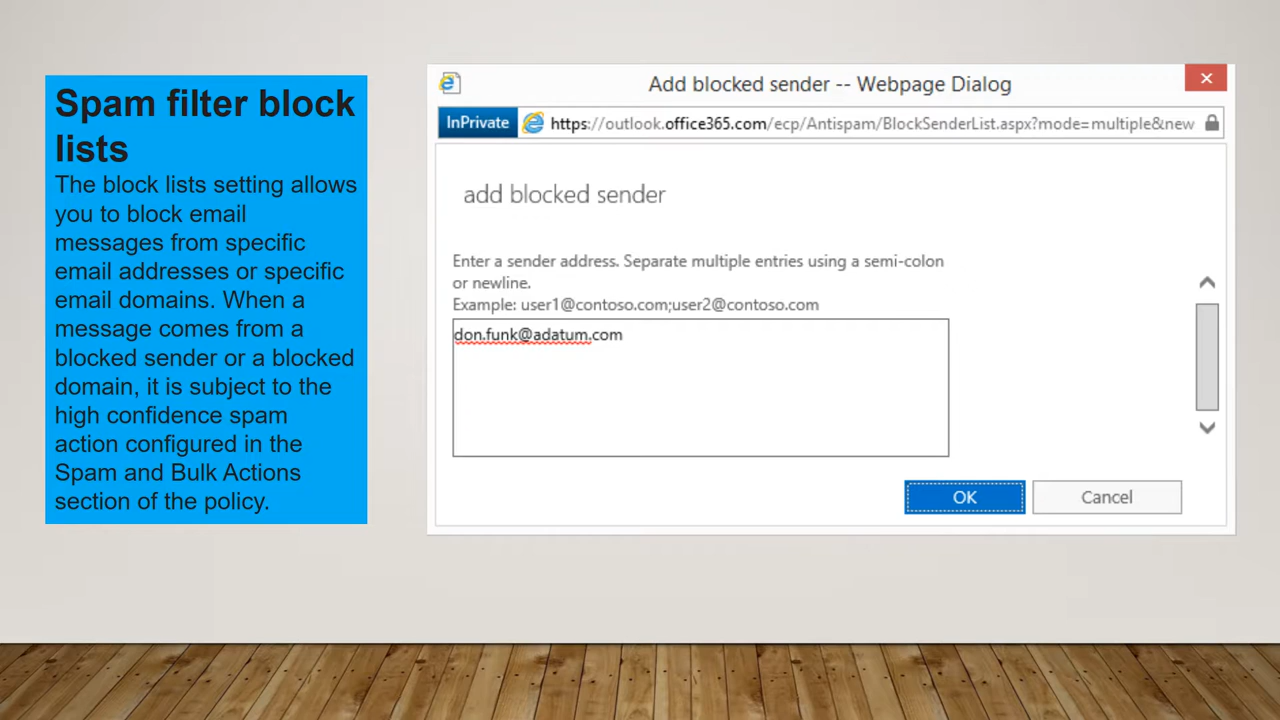 Spam filter block
lists
The block lists setting allows
you to block email
messages from specific
email addresses or specific
email domains. When a
message comes from a
blocked sender or a blocked
domain, it is subject to the
high confidence spam
action configured in the
Spam and Bulk Actions
section of the policy.
Add blocked sender -- Webpage Dialog
InPrivate https://outlook.office365.com/ecp/Antispam/BlockSenderList.aspx?mode=multiple&new
add blocked sender
Enter a sender address. Separate multiple entries using a semi-colon
or newline.
Example: user1@contoso.com;user2@contoso.com
don.funk@adatum.com
OK Cancel